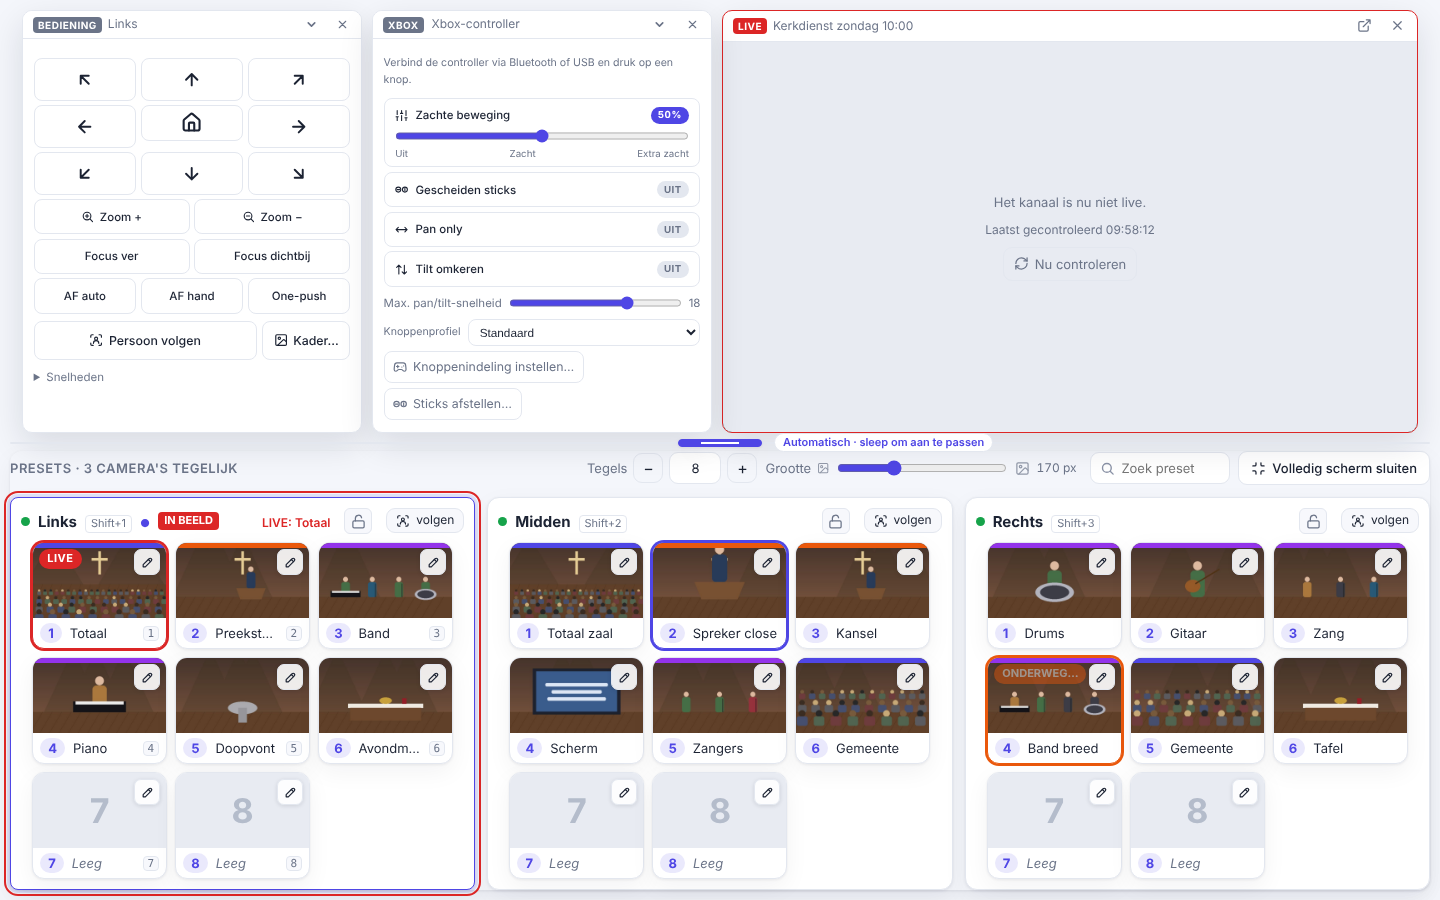 BEDIENING Links
Zoom +
Zoom −
Focus ver
Focus dichtbij
AF auto
AF hand
One-push
Persoon volgen
Kader...
Snelheden
XBOX Xbox-controller
Verbind de controller via Bluetooth of USB en druk op een
knop.
Zachte beweging
50%
Uit
Zacht
Extra zacht
Gescheiden sticks
UIT
Pan only
UIT
Tilt omkeren
UIT
Max. pan/tilt-snelheid
18
Knoppenprofiel
Standaard
Knoppenindeling instellen...
Sticks afstellen...
LIVE Kerkdienst zondag 10:00
Het kanaal is nu niet live.
Laatst gecontroleerd 09:58:12
Nu controleren
Automatisch · sleep om aan te passen
PRESETS · 3 CAMERA'S TEGELIJK
Tegels
−
8
+
Grootte
170 px
Zoek preset
Volledig scherm sluiten
Links
Shift+1
IN BEELD
LIVE: Totaal
volgen
LIVE
1 Totaal 1
2 Preekst... 2
3 Band 3
4 Piano 4
5 Doopvont 5
6 Avondm... 6
7
8
7 Leeg 7
8 Leeg 8
Midden
Shift+2
volgen
1 Totaal zaal
2 Spreker close
3 Kansel
4 Scherm
5 Zangers
6 Gemeente
7
8
7 Leeg
8 Leeg
Rechts
Shift+3
volgen
1 Drums
2 Gitaar
3 Zang
ONDERWEG...
4 Band breed
5 Gemeente
6 Tafel
7
8
7 Leeg
8 Leeg